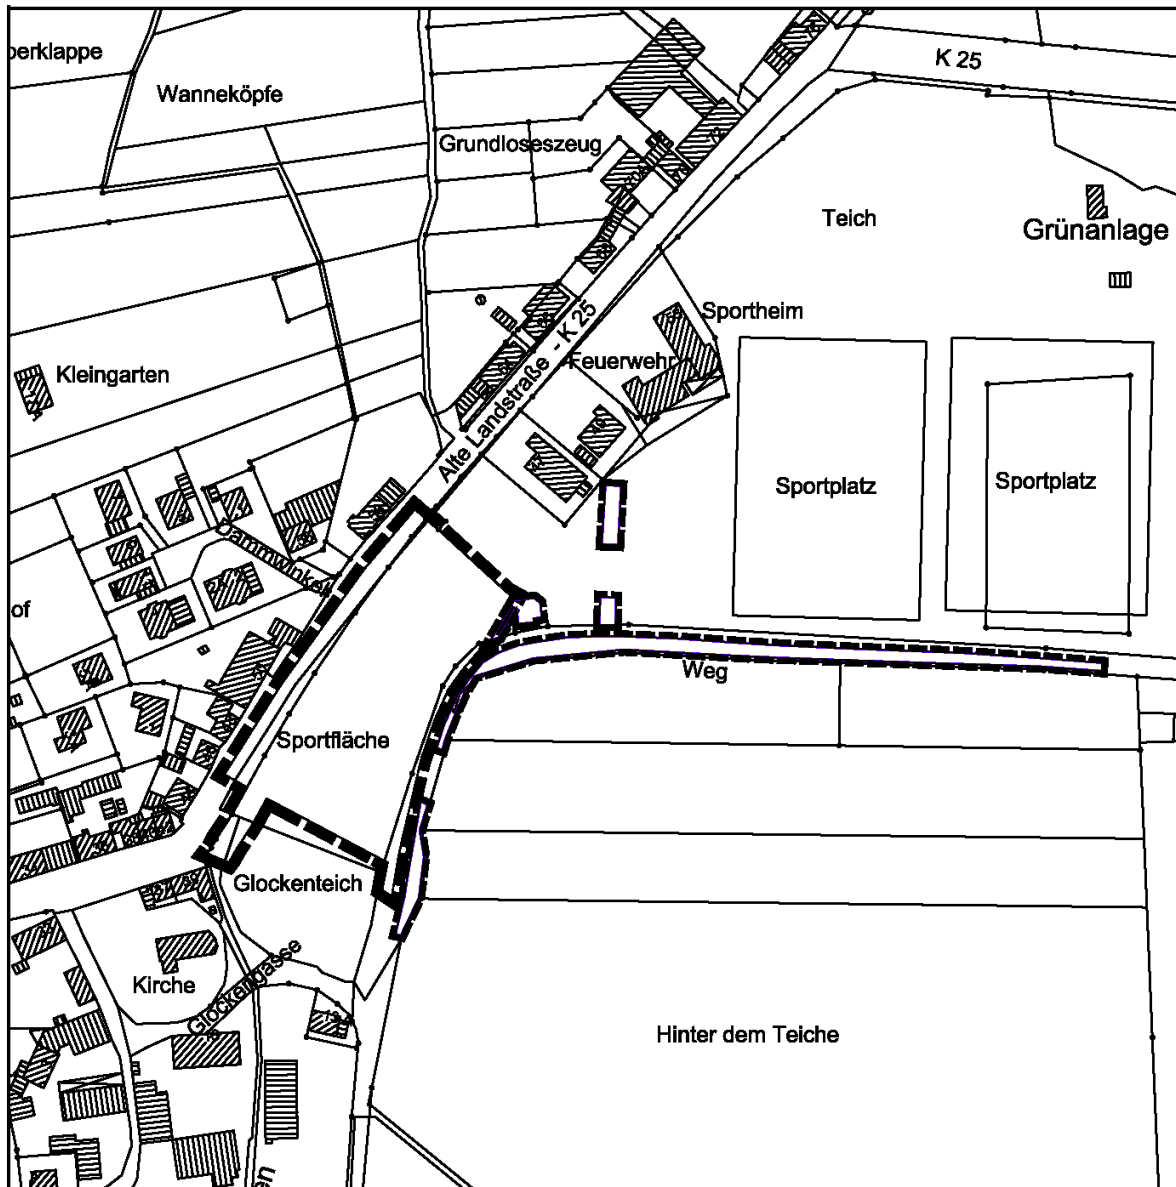 K 25
Wanneköpfe
Grundloseszeug
Teich
Grünanlage
Sportheim
Feuerwehr
Kleingarten
Alte Landstraße - K 25
Sportplatz
Sportplatz
Dammwinkel
of
Weg
Sportfläche
Glockenteich
Kirche
Glockengasse
Hinter dem Teiche
en